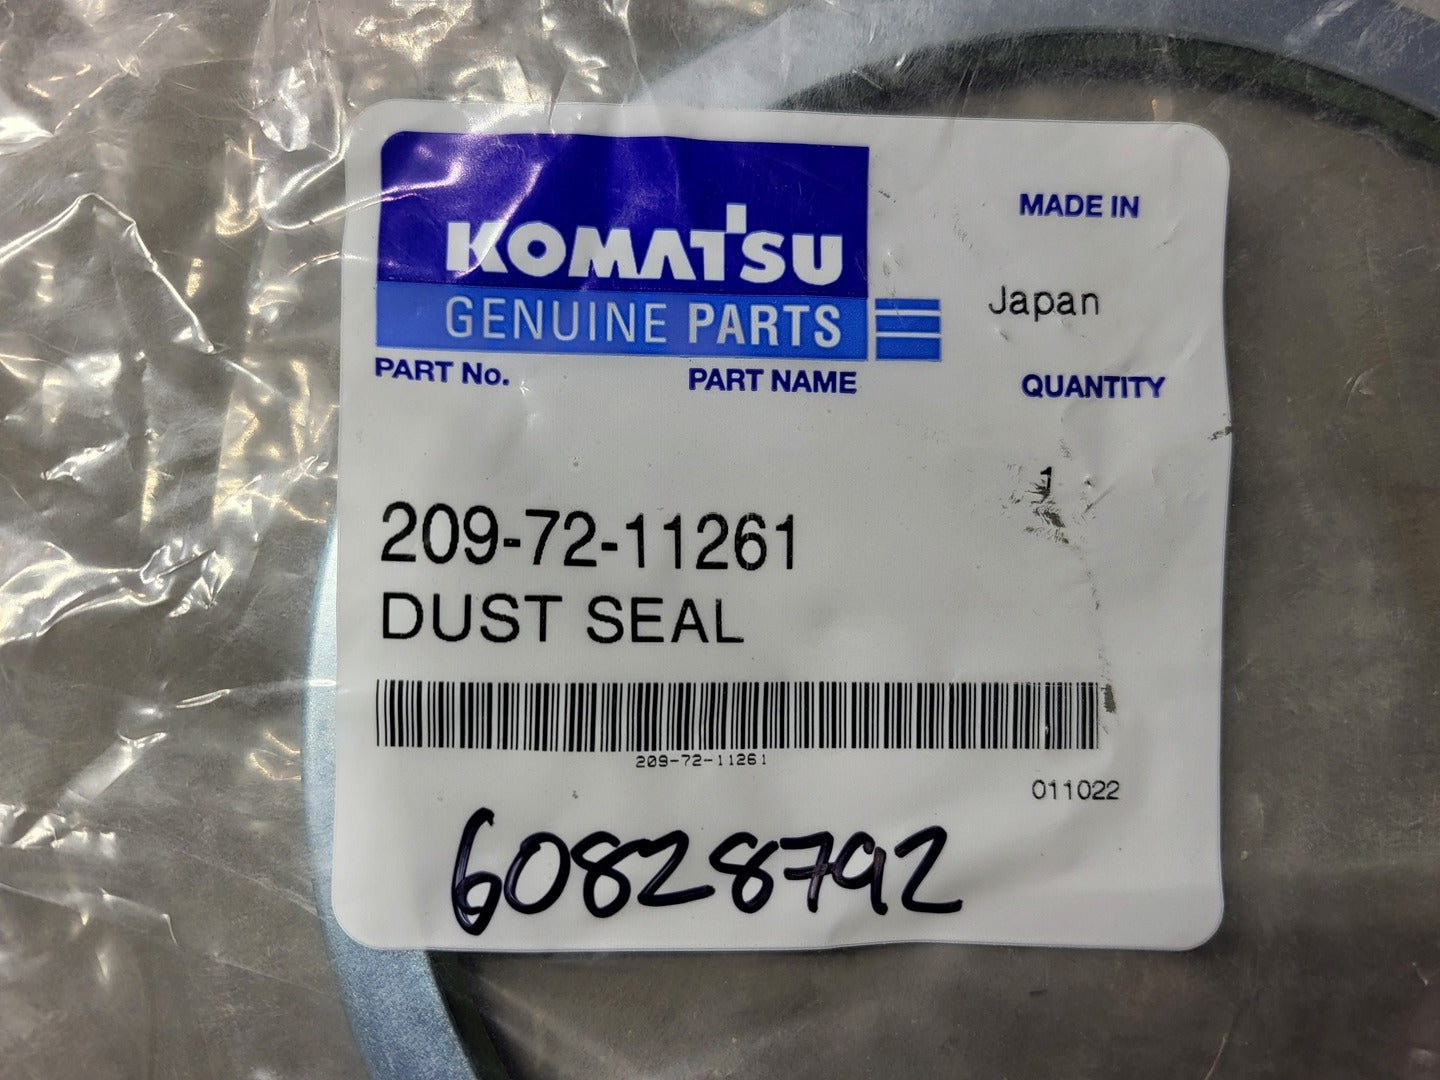 KOMATSU
GENUINE PARTS
MADE IN
Japan
PART No. PART NAME QUANTITY
1
209-72-11261
DUST SEAL
209-72-11261
011022
60828792